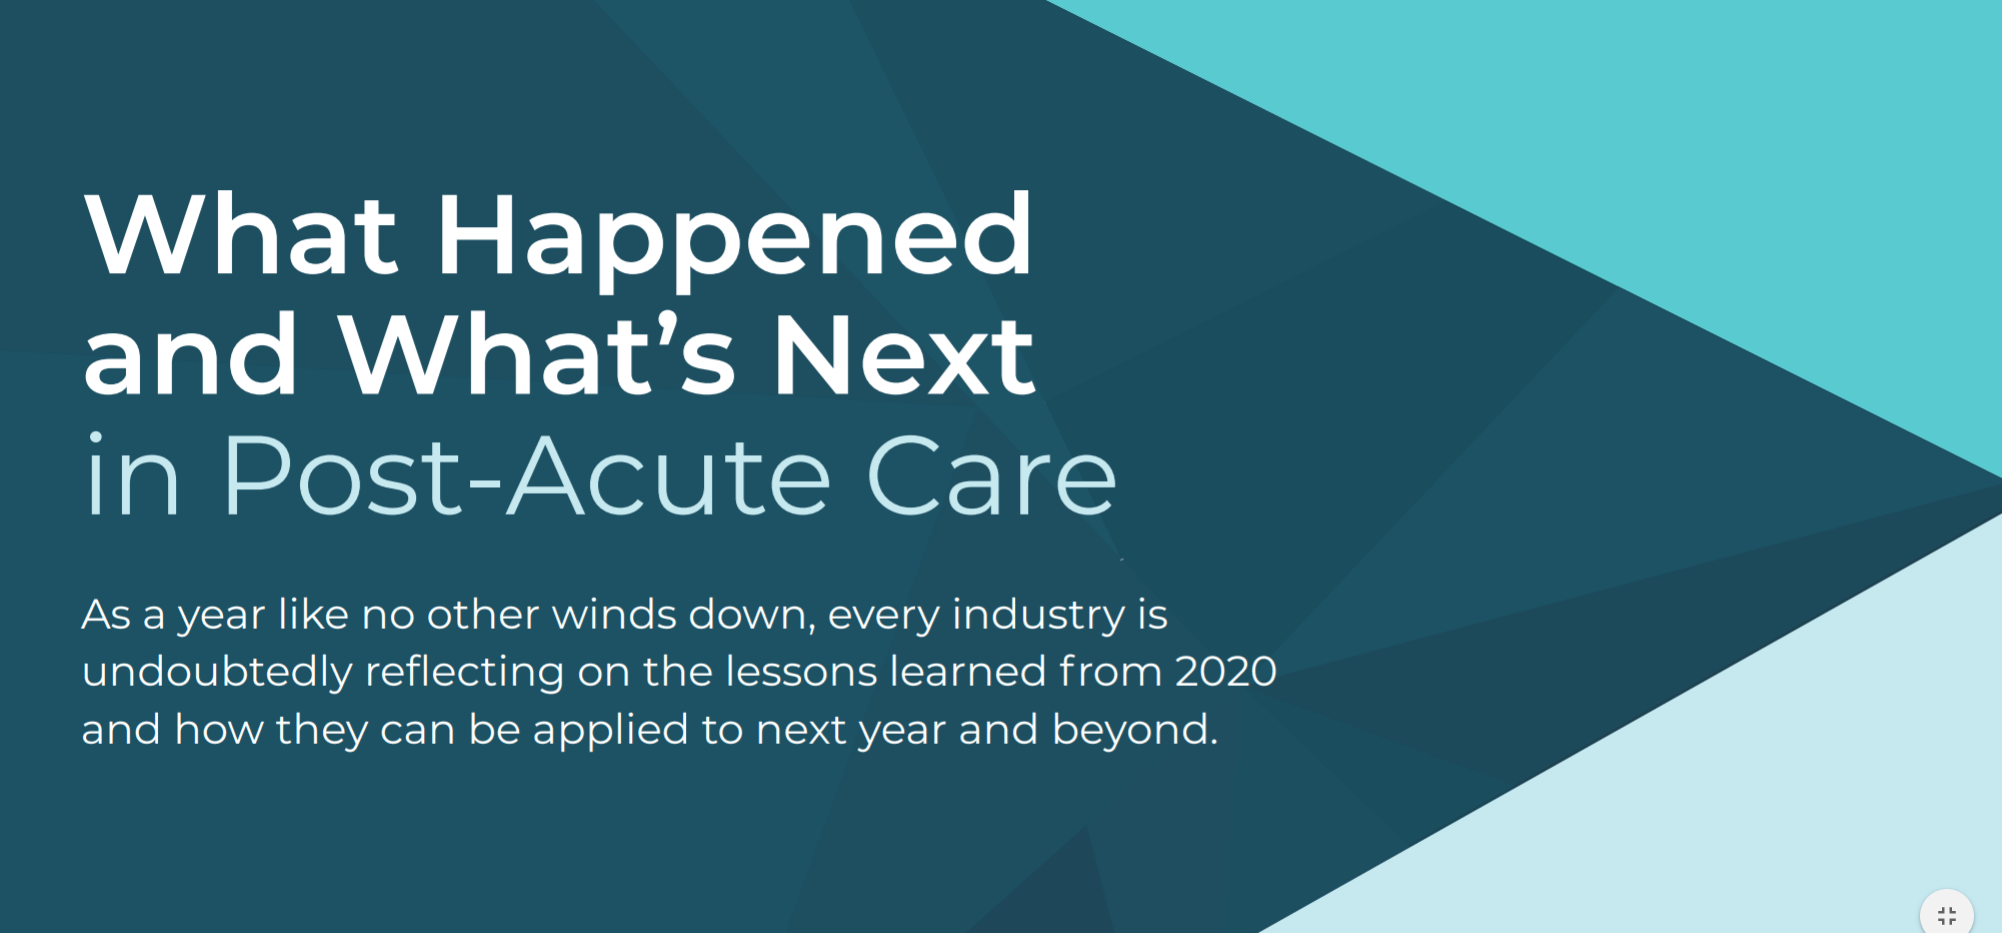 What Happened
and What’s Next
in Post-Acute Care
As a year like no other winds down, every industry is
undoubtedly reflecting on the lessons learned from 2020
and how they can be applied to next year and beyond.